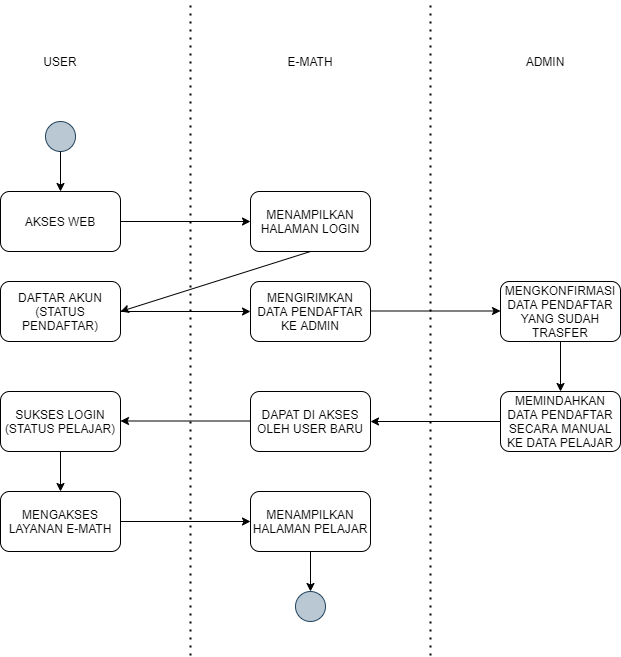 USER
E-MATH
ADMIN
AKSES WEB
MENAMPILKAN
HALAMAN LOGIN
DAFTAR AKUN
(STATUS
PENDAFTAR)
MENGIRIMKAN
DATA PENDAFTAR
KE ADMIN
MENGKONFIRMASI
DATA PENDAFTAR
YANG SUDAH
TRASFER
SUKSES LOGIN
(STATUS PELAJAR)
DAPAT DI AKSES
OLEH USER BARU
MEMINDAHKAN
DATA PENDAFTAR
SECARA MANUAL
KE DATA PELAJAR
MENGAKSES
LAYANAN E-MATH
MENAMPILKAN
HALAMAN PELAJAR